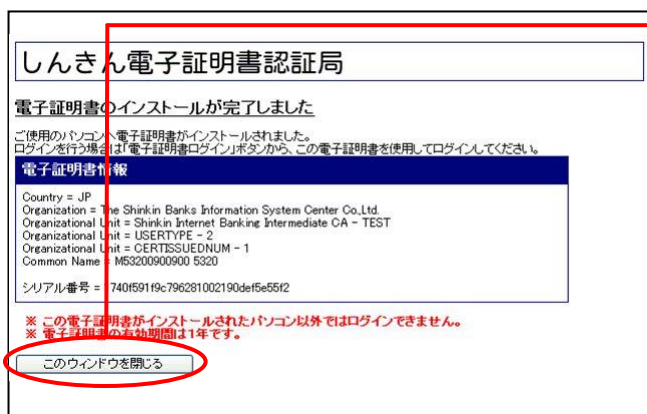 しんきん電子証明書認証局
電子証明書のインストールが完了しました
ご使用のパソコンへ電子証明書がインストールされました。
ログインを行う場合は「電子証明書ログイン」ボタンから、この電子証明書を使用してログインしてください。
電子証明書情報
Country = JP
Organization = The Shinkin Banks Information System Center Co.,Ltd.
Organizational Unit = Shinkin Internet Banking Intermediate CA - TEST
Organizational Unit = USERTYPE - 2
Organizational Unit = CERTISSUEDNUM - 1
Common Name = M53200900900 5320
シリアル番号 = 740f591f9c796281002190def5e55f2
※ この電子証明書がインストールされたパソコン以外ではログインできません。
※ 電子証明書の有効期間は1年です。
このウィンドウを閉じる